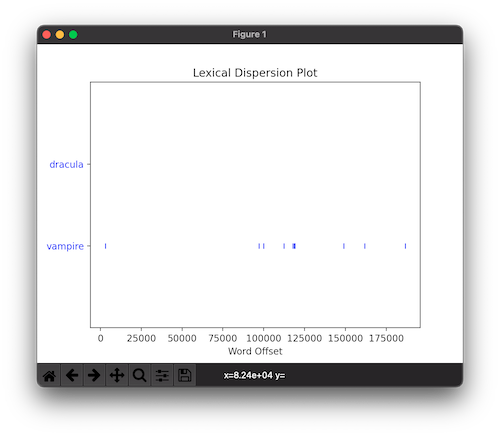 Figure 1
Lexical Dispersion Plot
dracula
vampire
0 25000 50000 75000 100000 125000 150000 175000
Word Offset
x=8.24e+04 y=